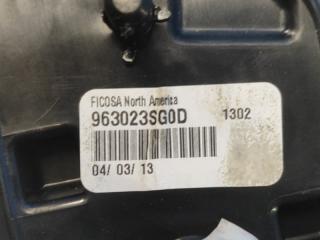 FICOSA North America
963023SG0D 1302
04/ 03/ 13